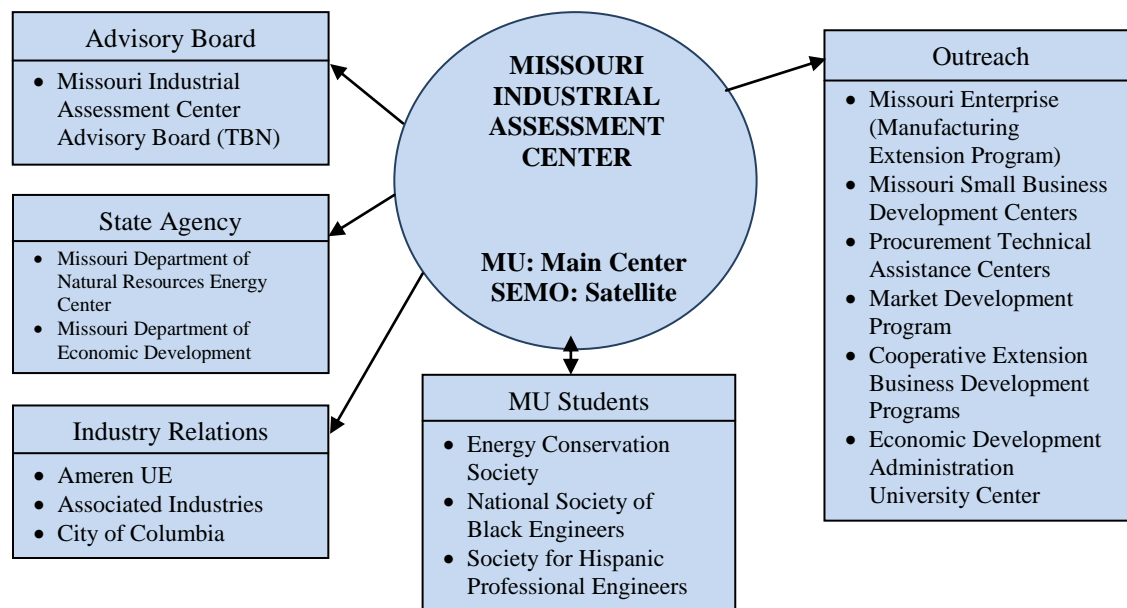 Advisory Board
• Missouri Industrial
Assessment Center
Advisory Board (TBN)
State Agency
• Missouri Department of
Natural Resources Energy
Center
• Missouri Department of
Economic Development
Industry Relations
• Ameren UE
• Associated Industries
• City of Columbia
MISSOURI
INDUSTRIAL
ASSESSMENT
CENTER
MU: Main Center
SEMO: Satellite
MU Students
• Energy Conservation
Society
• National Society of
Black Engineers
• Society for Hispanic
Professional Engineers
Outreach
• Missouri Enterprise
(Manufacturing
Extension Program)
• Missouri Small Business
Development Centers
• Procurement Technical
Assistance Centers
• Market Development
Program
• Cooperative Extension
Business Development
Programs
• Economic Development
Administration
University Center